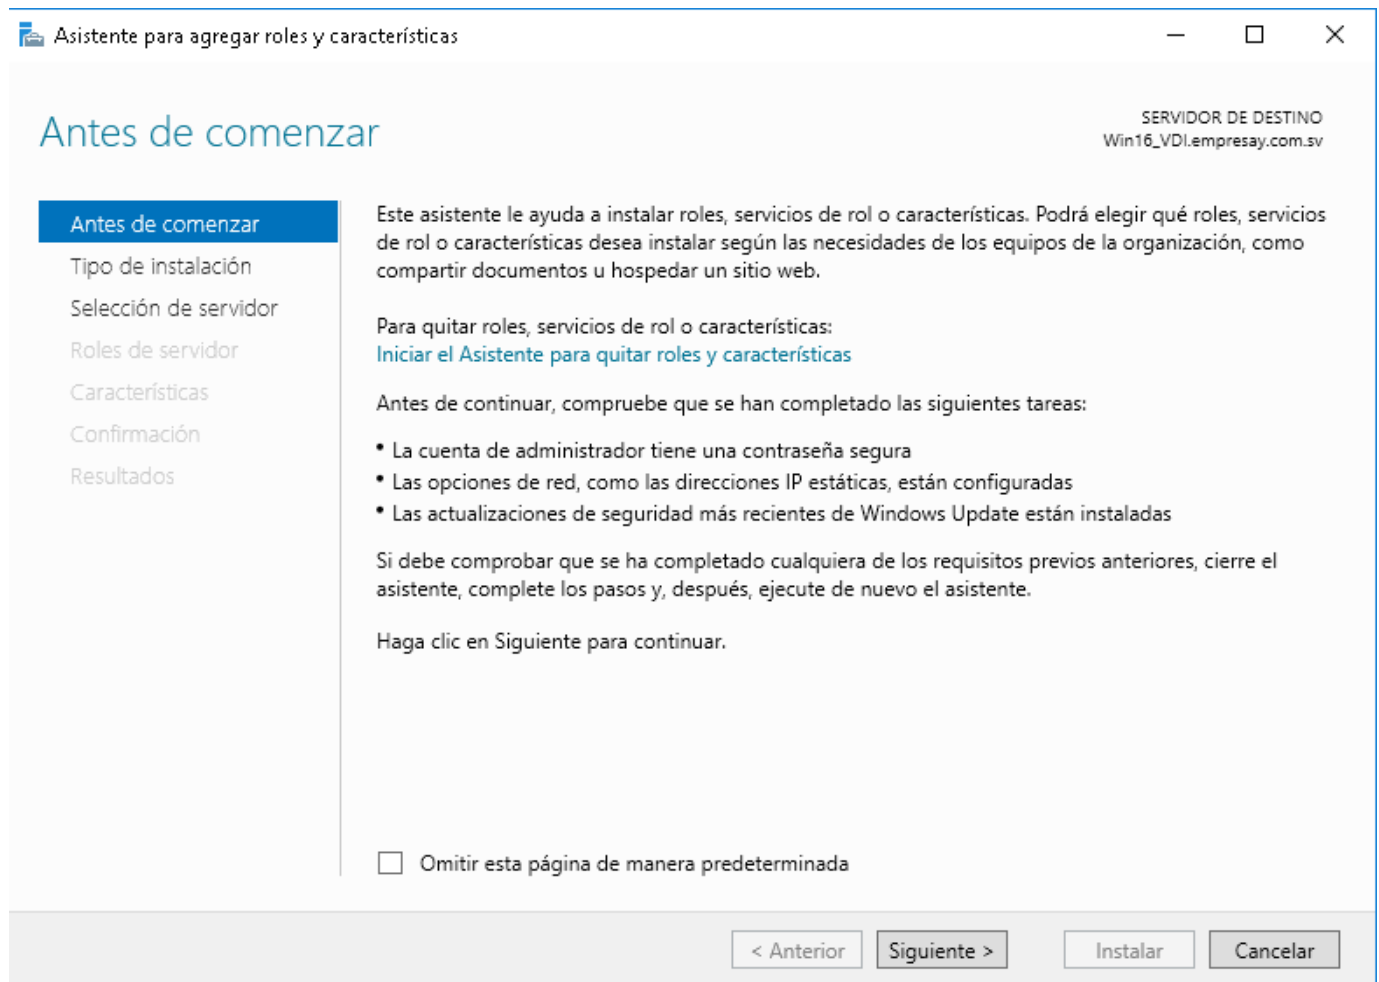 Asistente para agregar roles y características
Antes de comenzar
SERVIDOR DE DESTINO
Win16_VDI.empresay.com.sv
Antes de comenzar
Tipo de instalación
Selección de servidor
Roles de servidor
Características
Confirmación
Resultados
Este asistente le ayuda a instalar roles, servicios de rol o características. Podrá elegir qué roles, servicios
de rol o características desea instalar según las necesidades de los equipos de la organización, como
compartir documentos u hospedar un sitio web.
Para quitar roles, servicios de rol o características:
Iniciar el Asistente para quitar roles y características
Antes de continuar, compruebe que se han completado las siguientes tareas:
• La cuenta de administrador tiene una contraseña segura
• Las opciones de red, como las direcciones IP estáticas, están configuradas
• Las actualizaciones de seguridad más recientes de Windows Update están instaladas
Si debe comprobar que se ha completado cualquiera de los requisitos previos anteriores, cierre el
asistente, complete los pasos y, después, ejecute de nuevo el asistente.
Haga clic en Siguiente para continuar.
Omitir esta página de manera predeterminada
< Anterior
Siguiente >
Instalar
Cancelar